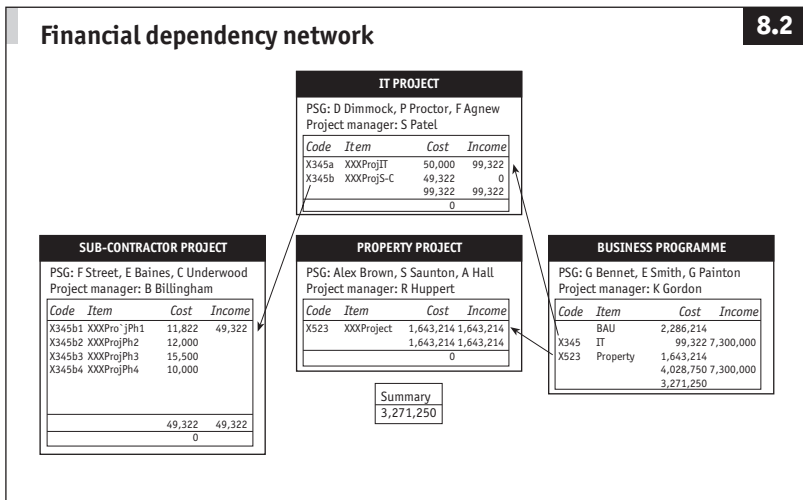 Financial dependency network
8.2
IT PROJECT
PSG: D Dimmock, P Proctor, F Agnew
Project manager: S Patel
Code Item Cost Income
X345a XXXProjIT 50,000 99,322
X345b XXXProjS-C 49,322 0
99,322 99,322
0
SUB-CONTRACTOR PROJECT
PSG: F Street, E Baines, C Underwood
Project manager: B Billingham
Code Item Cost Income
X345b1 XXXPro`jPh1 11,822 49,322
X345b2 XXXProjPh2 12,000
X345b3 XXXProjPh3 15,500
X345b4 XXXProjPh4 10,000
49,322 49,322
0
PROPERTY PROJECT
PSG: Alex Brown, S Saunton, A Hall
Project manager: R Huppert
Code Item Cost Income
X523 XXXProject 1,643,214 1,643,214
1,643,214 1,643,214
0
Summary
3,271,250
BUSINESS PROGRAMME
PSG: G Bennet, E Smith, G Painton
Project manager: K Gordon
Code Item Cost Income
BAU 2,286,214
X345 IT 99,322 7,300,000
X523 Property 1,643,214
4,028,750 7,300,000
3,271,250